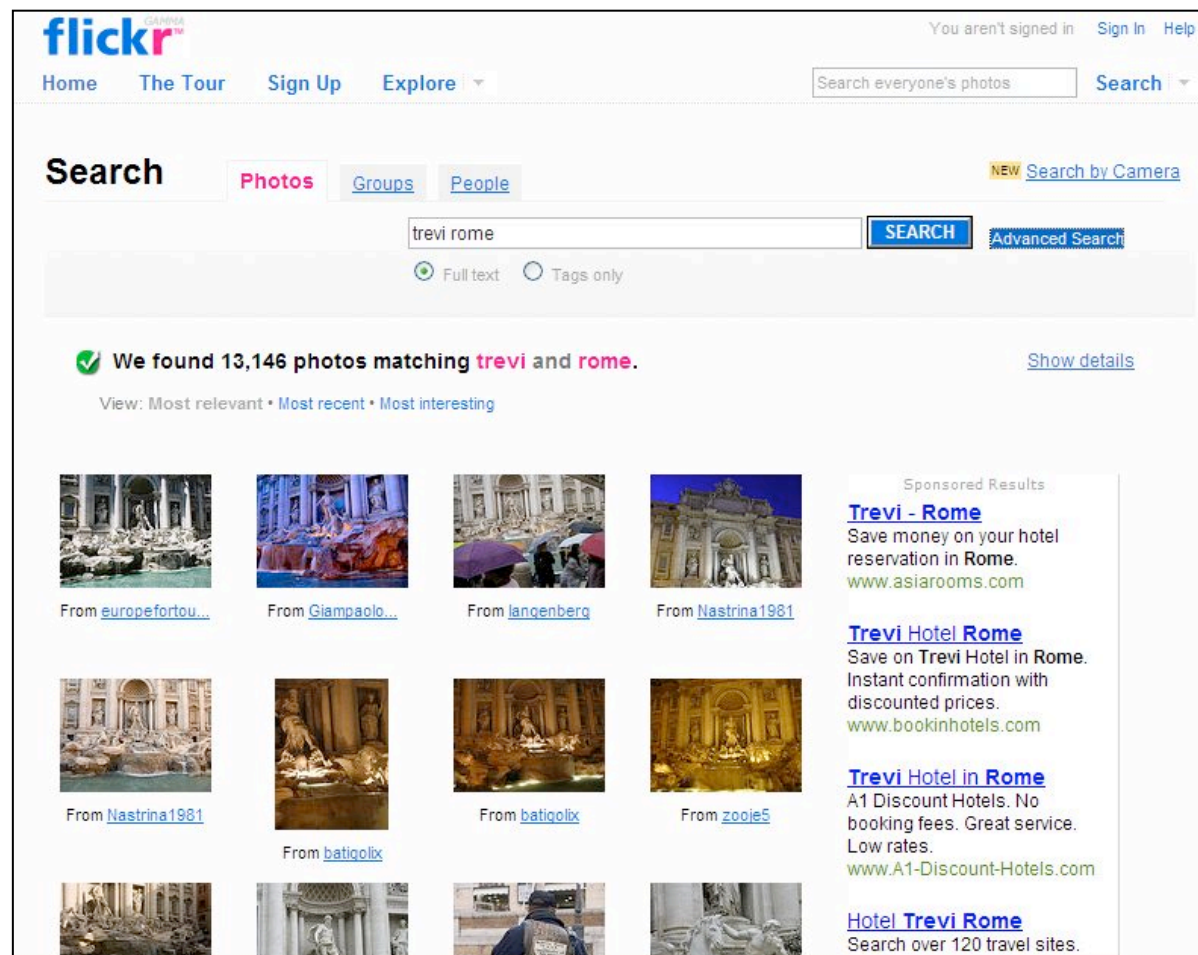 flickr GAMMA™
You aren't signed in Sign In Help
Home The Tour Sign Up Explore
Search everyone's photos Search
Search Photos Groups People
NEW Search by Camera
trevi rome SEARCH Advanced Search
Full text Tags only
We found 13,146 photos matching trevi and rome.
Show details
View: Most relevant • Most recent • Most interesting
From europefortou...
From Giampaolo...
From langenberg
From Nastrina1981
From Nastrina1981
From batigolix
From batigolix
From zooje5
Sponsored Results
Trevi - Rome
Save money on your hotel
reservation in Rome.
www.asiarooms.com
Trevi Hotel Rome
Save on Trevi Hotel in Rome.
Instant confirmation with
discounted prices.
www.bookinhotels.com
Trevi Hotel in Rome
A1 Discount Hotels. No
booking fees. Great service.
Low rates.
www.A1-Discount-Hotels.com
Hotel Trevi Rome
Search over 120 travel sites.